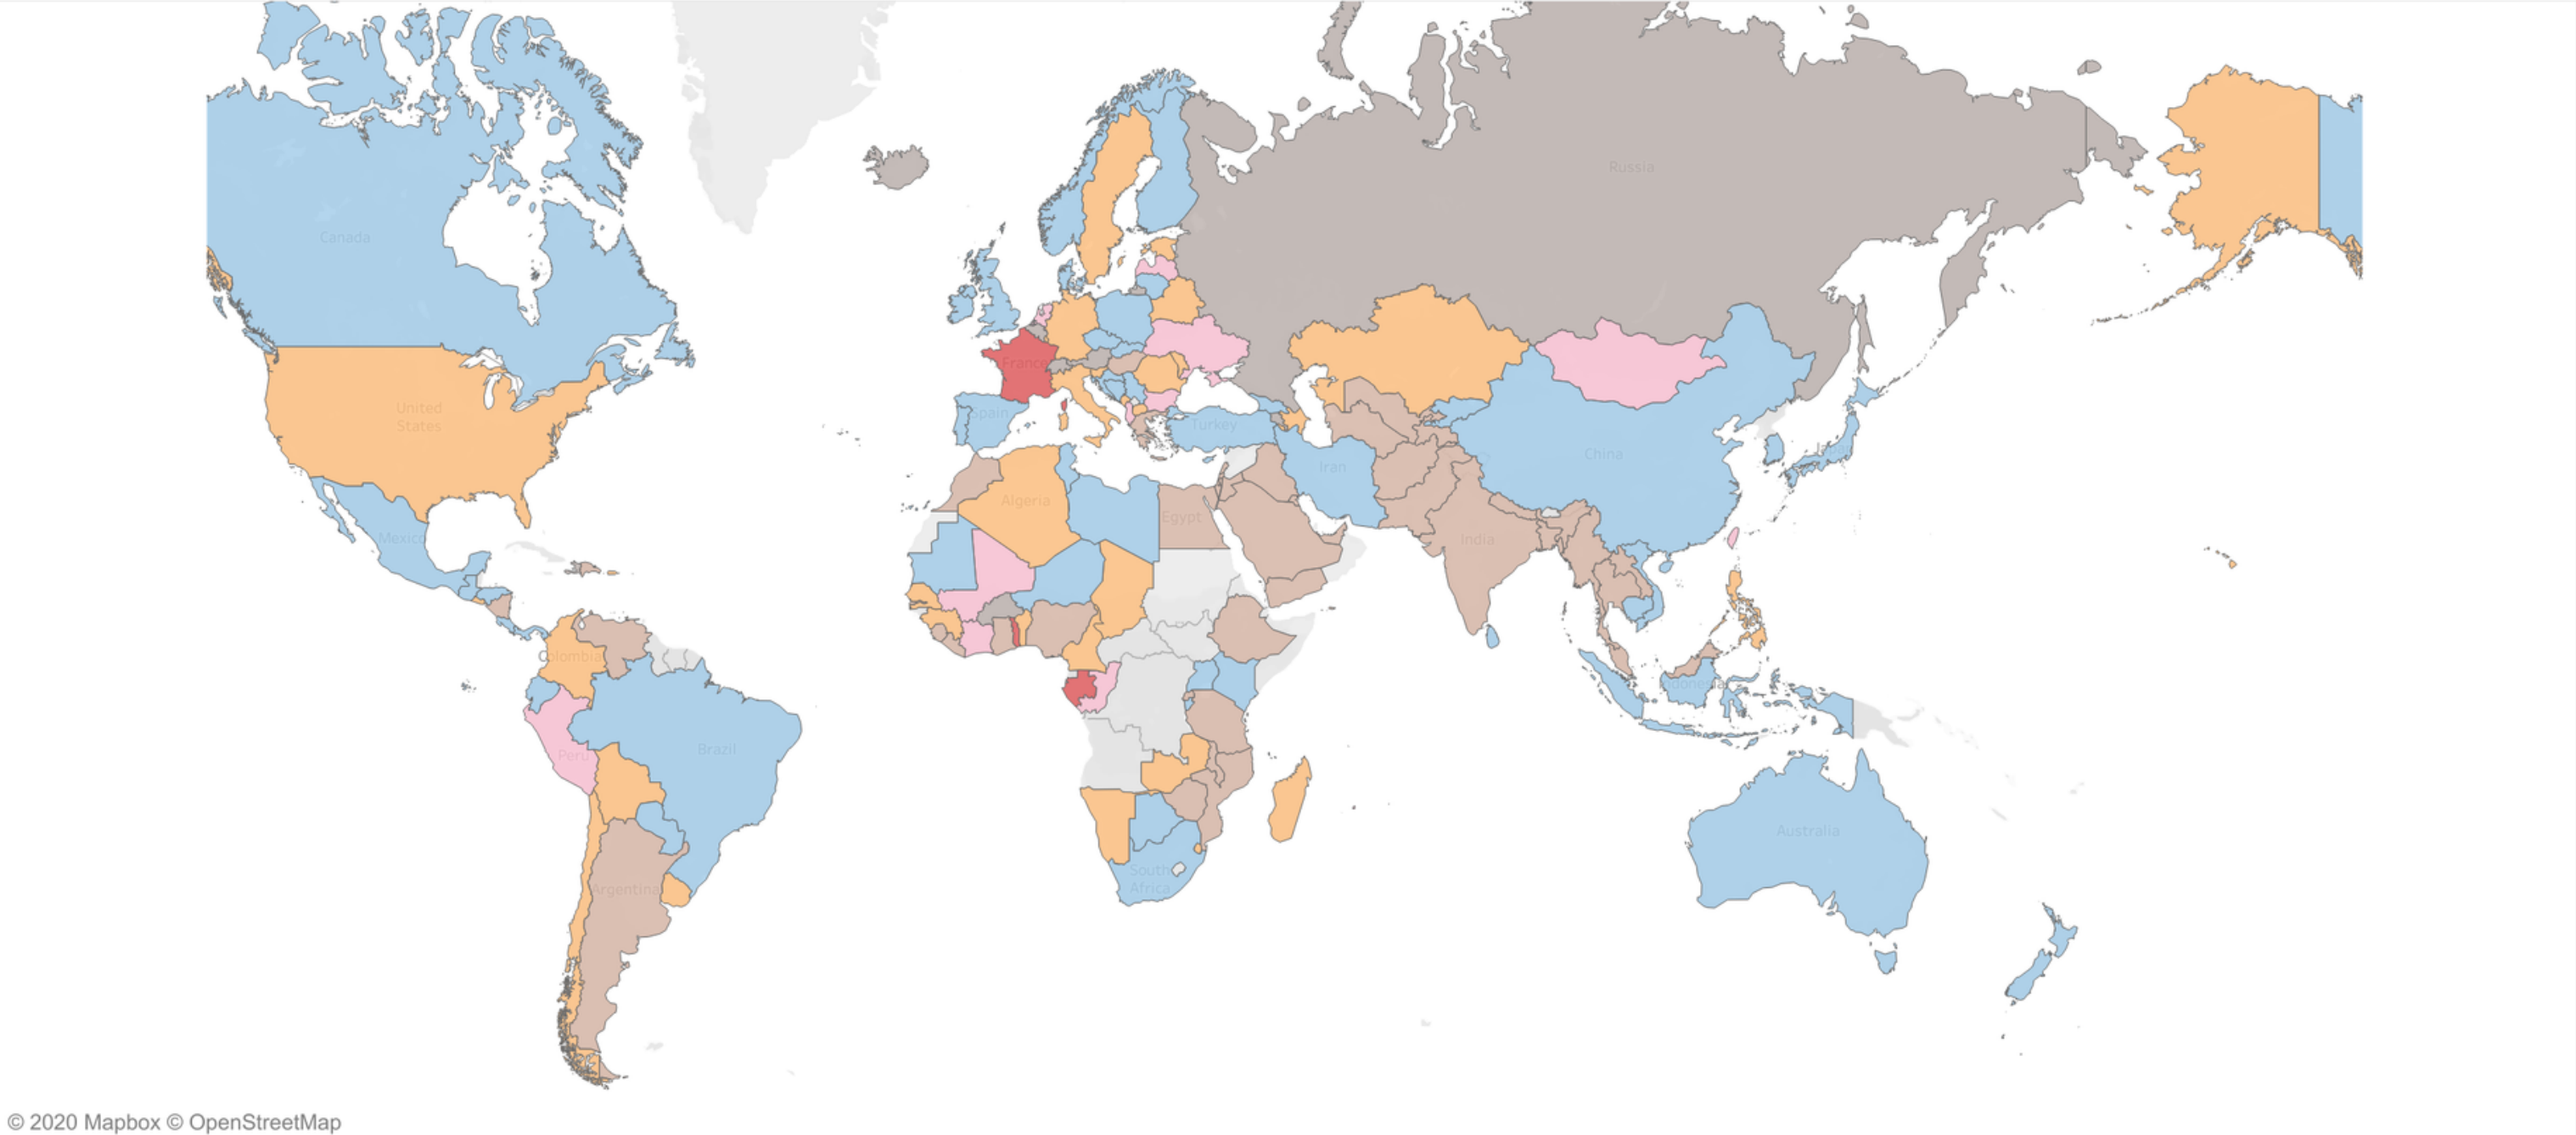 Russia
Canada
France
United
States
Spain
Turkey
China
Iran
Algeria
Egypt
Mexico
India
Colombia
Indonesia
Brazil
Peru
Australia
South
Africa
Argentina
© 2020 Mapbox © OpenStreetMap